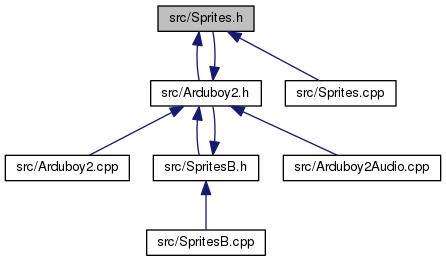 src/Sprites.h
src/Arduboy2.h
src/Sprites.cpp
src/Arduboy2.cpp
src/SpritesB.h
src/Arduboy2Audio.cpp
src/SpritesB.cpp